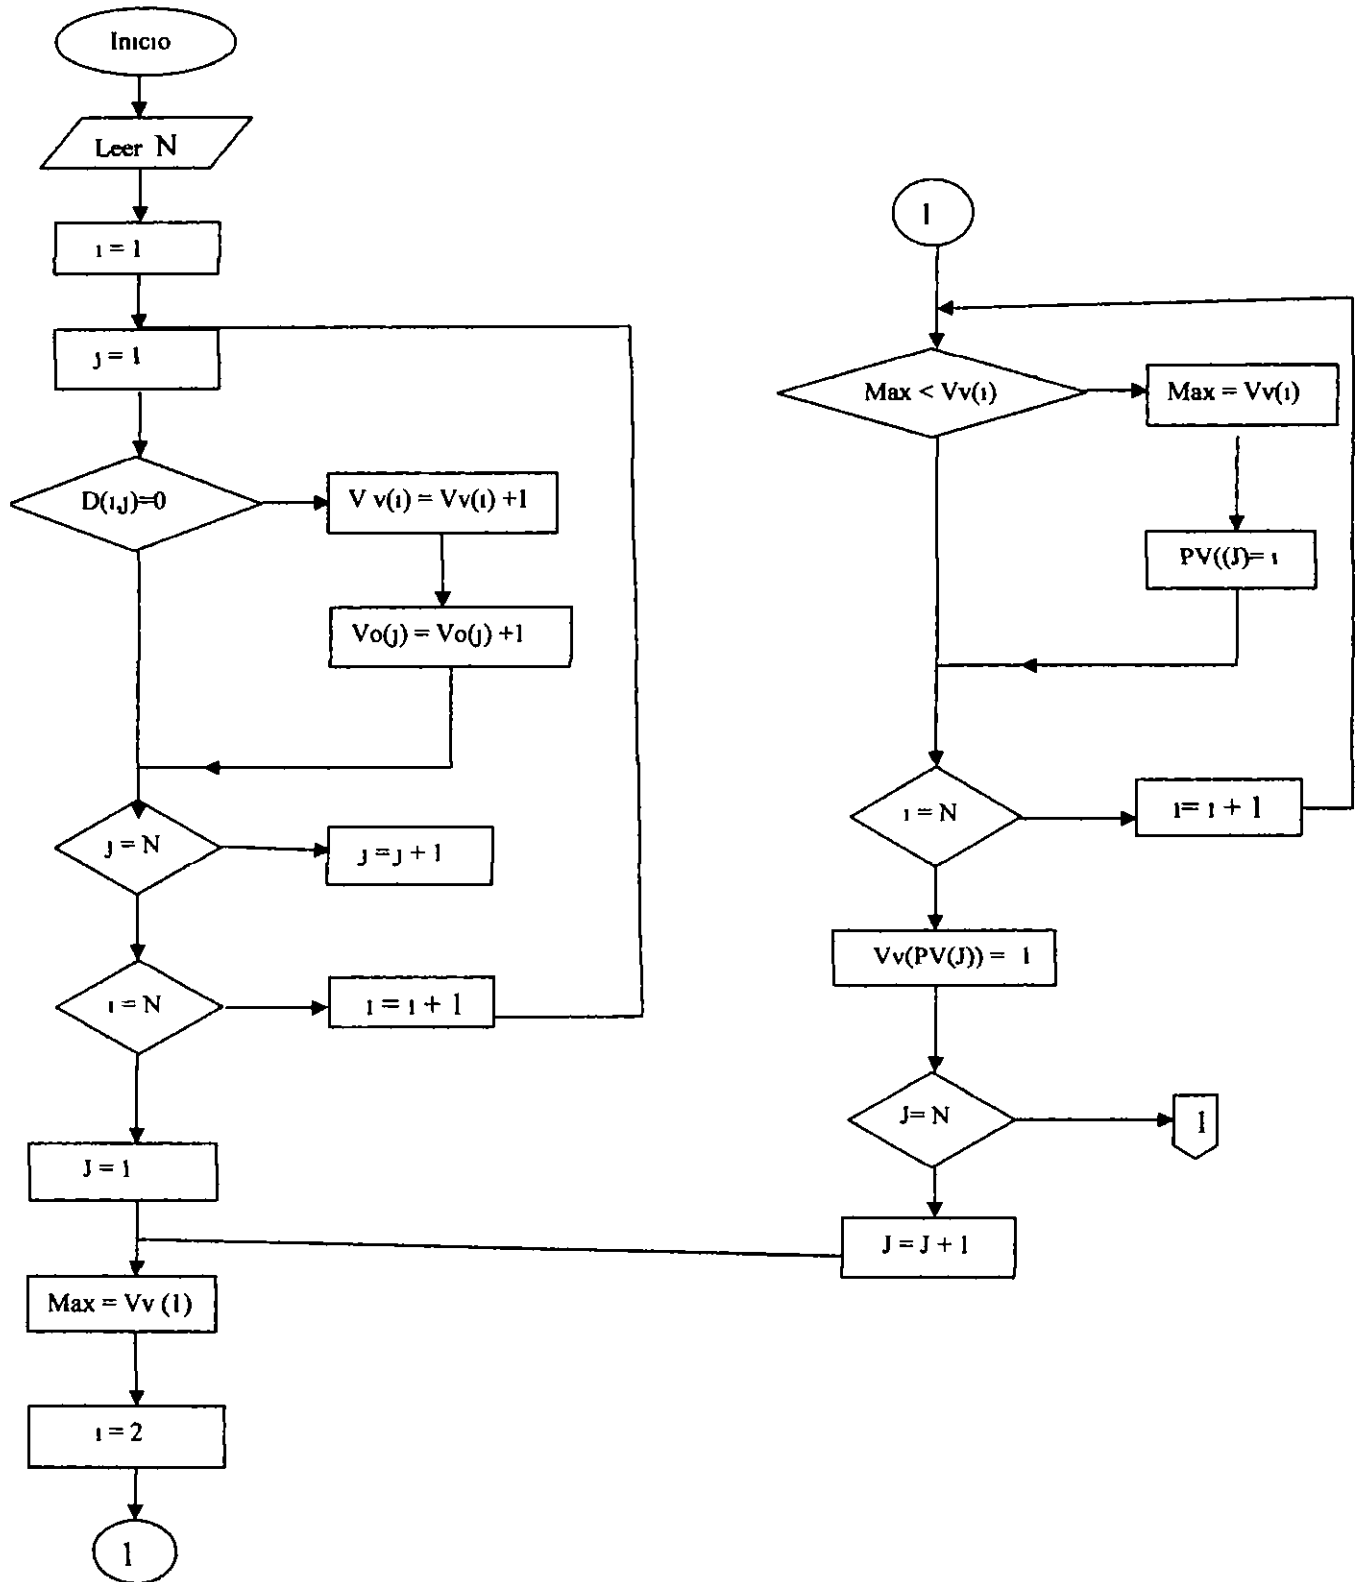 Inicio
Leer N
ı = 1
ȷ = 1
D(ı,ȷ)=0
V v(ı) = Vv(ı) +1
Vo(ȷ) = Vo(ȷ) +1
ȷ = N
ȷ = ȷ + 1
ı = N
ı = ı + 1
J = 1
Max = Vv (1)
ı = 2
1
1
Max < Vv(ı)
Max = Vv(ı)
PV((J)= ı
ı = N
ı= ı + 1
Vv(PV(J)) = 1
J= N
1
J = J + 1